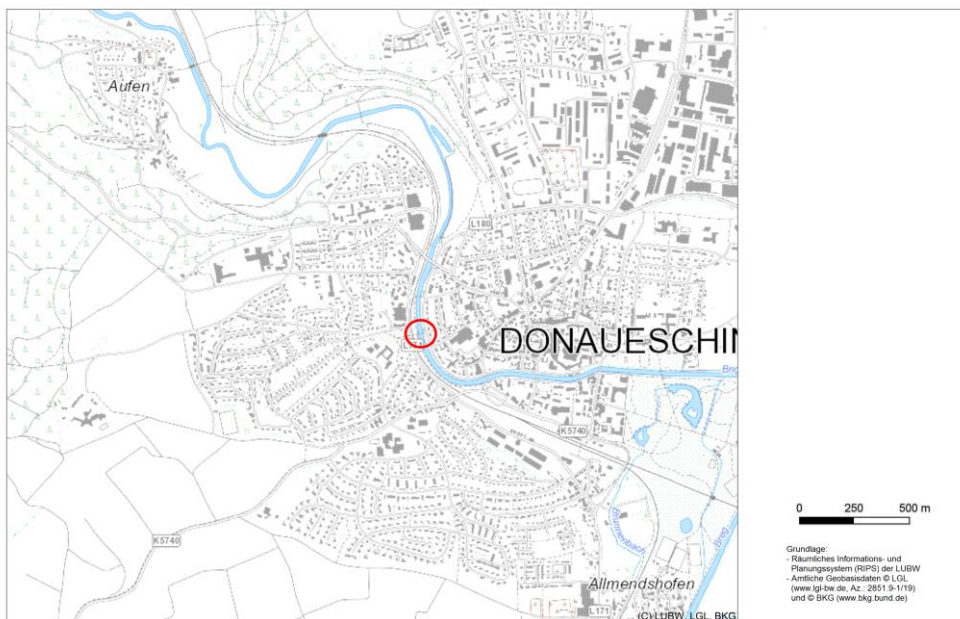 Aufen
L180
DONAUESCHIN
Brig
K5740
K5740
Brunnenbach
Breg
Allmendshofen
L171
(C) LUBW, LGL, BKG
0 250 500 m
Grundlage:
- Räumliches Informations- und
Planungssystem (RIPS) der LUBW
- Amtliche Geobasisdaten © LGL
(www.lgl-bw.de, Az.: 2851.9-1/19)
und © BKG (www.bkg.bund.de)